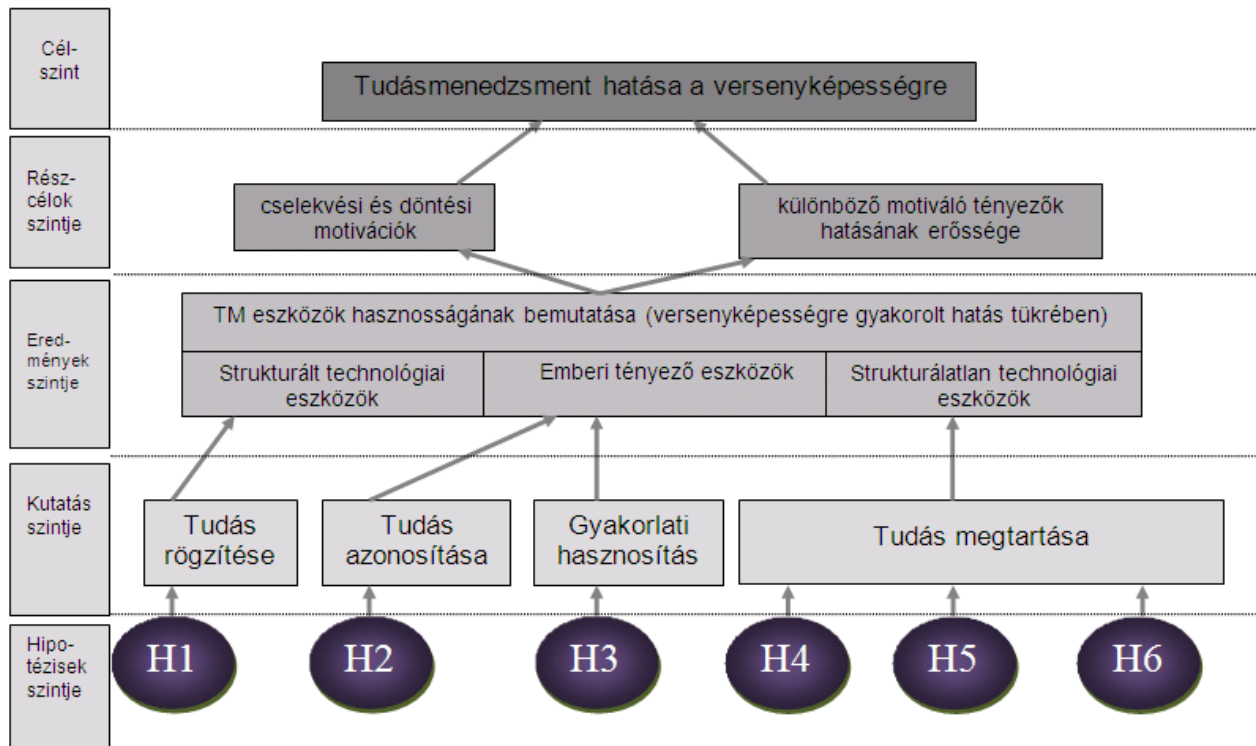 Cél-
szint
Tudásmenedzsment hatása a versenyképességre
Rész-
célok
szintje
cselekvési és döntési
motivációk
különböző motiváló tényezők
hatásának erőssége
Ered-
mények
szintje
TM eszközök hasznosságának bemutatása (versenyképességre gyakorolt hatás tükrében)
Strukturált technológiai
eszközök
Emberi tényező eszközök
Strukturálatlan technológiai
eszközök
Kutatás
szintje
Tudás
rögzítése
Tudás
azonosítása
Gyakorlati
hasznosítás
Tudás megtartása
Hipo-
tézisek
szintje
H1
H2
H3
H4
H5
H6